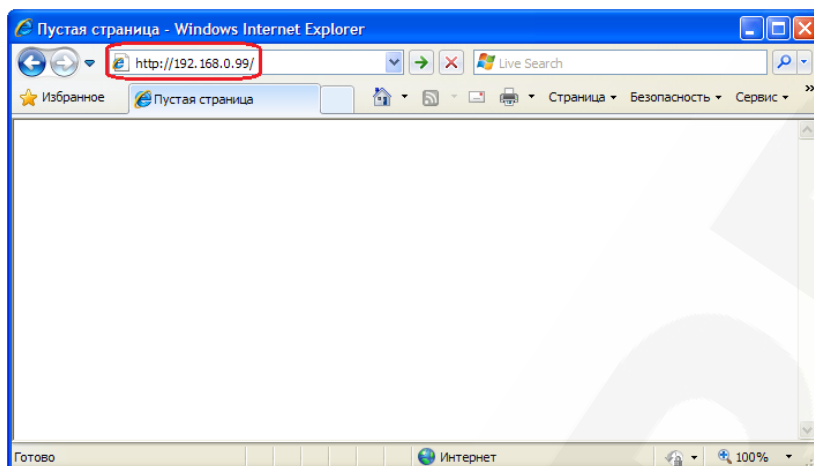 Пустая страница - Windows Internet Explorer
http://192.168.0.99/
Live Search
Избранное
Пустая страница
Страница
Безопасность
Сервис
»
Готово
Интернет
100%